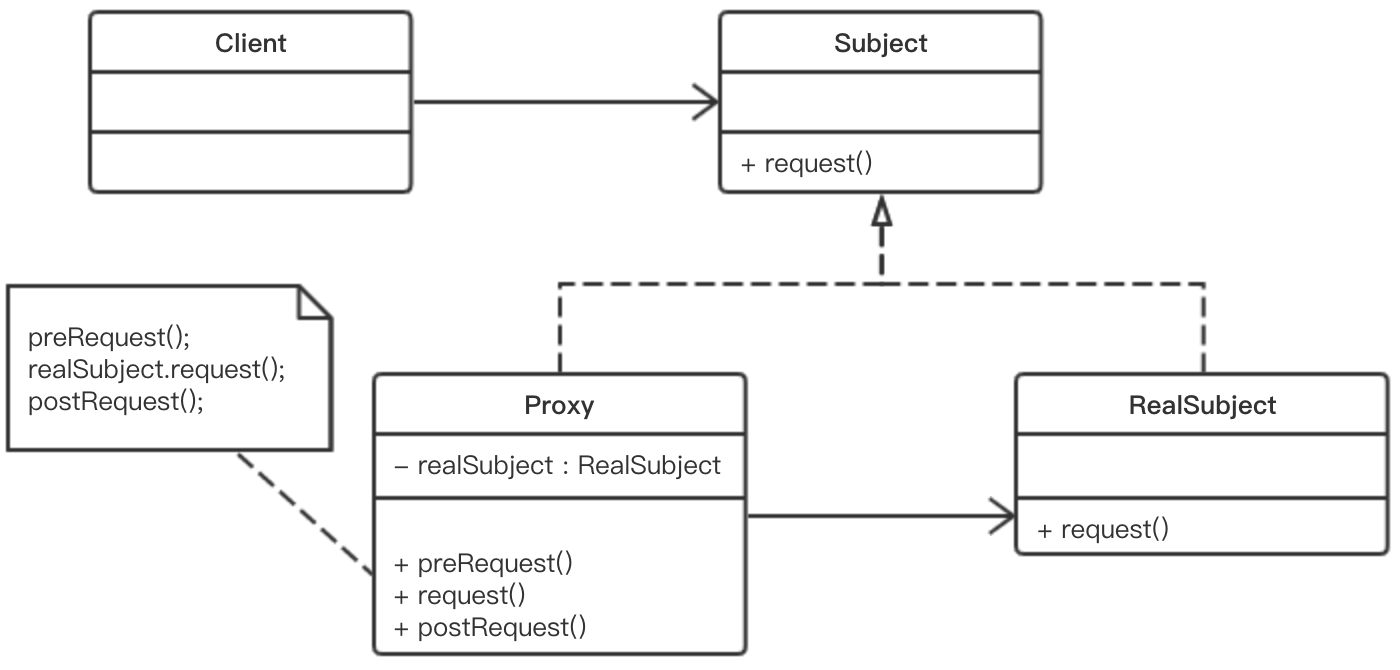 Client
Subject
+ request()
preRequest();
realSubject.request();
postRequest();
Proxy
– realSubject : RealSubject
+ preRequest()
+ request()
+ postRequest()
RealSubject
+ request()